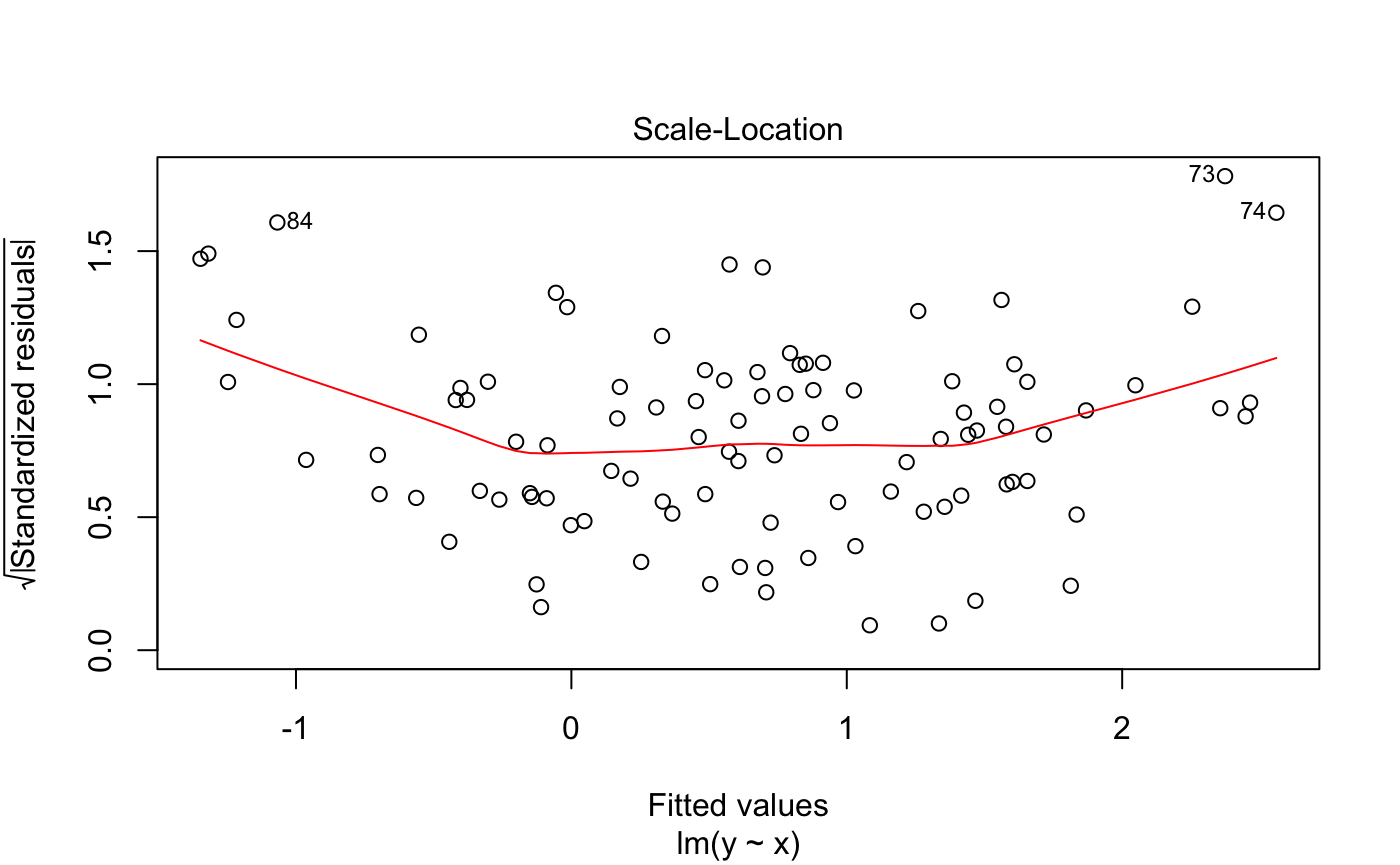 Scale-Location
√|Standardized residuals|
0.0
0.5
1.0
1.5
84
73
74
-1
0
1
2
Fitted values
lm(y ~ x)